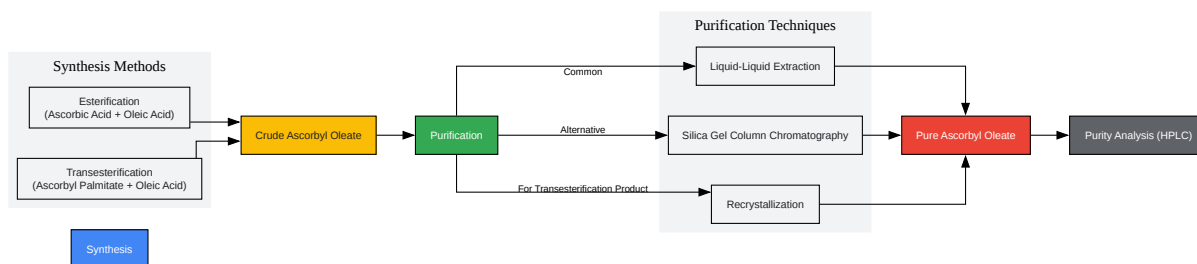 Synthesis Methods
Esterification
(Ascorbic Acid + Oleic Acid)
Transesterification
(Ascorbyl Palmitate + Oleic Acid)
Synthesis
Crude Ascorbyl Oleate
Purification
Common
Alternative
For Transesterification Product
Purification Techniques
Liquid-Liquid Extraction
Silica Gel Column Chromatography
Recrystallization
Pure Ascorbyl Oleate
Purity Analysis (HPLC)